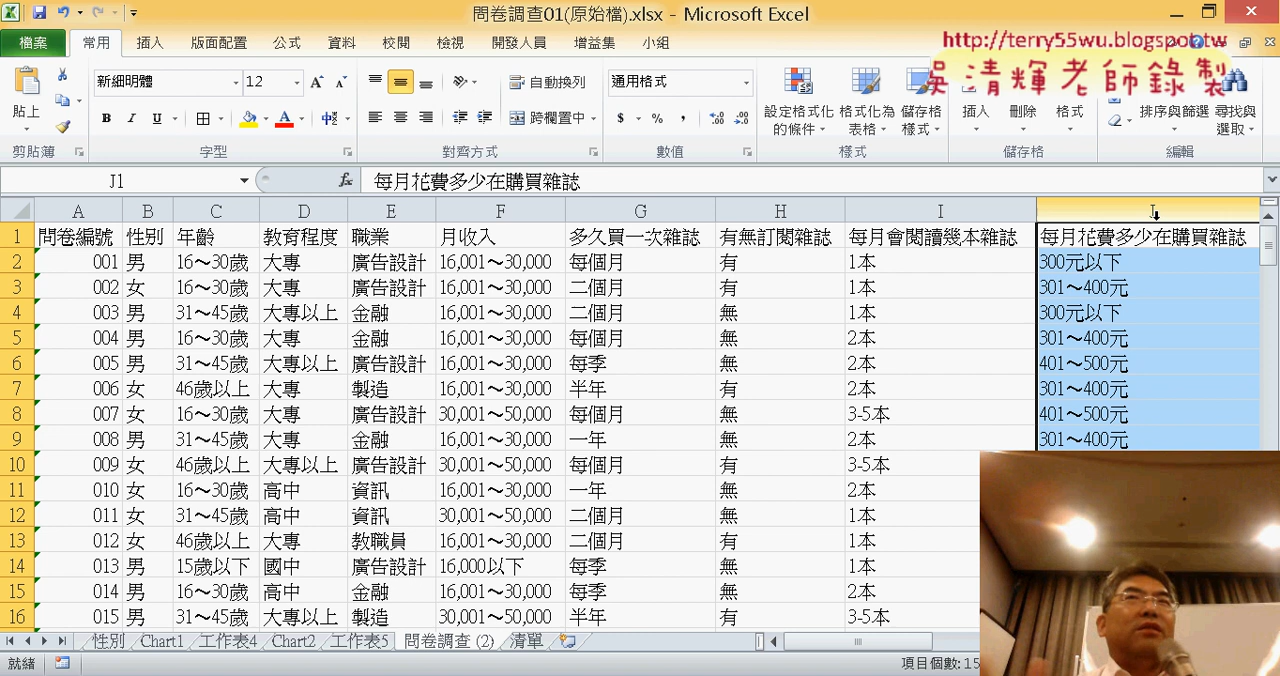 問卷調查01(原始檔).xlsx - Microsoft Excel
檔案 常用 插入 版面配置 公式 資料 校閱 檢視 開發人員 增益集 小組
http://terry55wu.blogspot.tw
吳清輝老師錄製
新細明體 12 自動換列 通用格式
貼上 跨欄置中 設定格式化的條件 格式化為表格 儲存格樣式 插入 刪除 格式 排序與篩選 尋找與選取
剪貼簿 字型 對齊方式 數值 樣式 儲存格 編輯
J1 fx 每月花費多少在購買雜誌
A B C D E F G H I J
1 問卷編號 性別 年齡 教育程度 職業 月收入 多久買一次雜誌 有無訂閱雜誌 每月會閱讀幾本雜誌 每月花費多少在購買雜誌
2 001 男 16～30歲 大專 廣告設計 16,001～30,000 每個月 有 1本 300元以下
3 002 女 16～30歲 大專 廣告設計 16,001～30,000 二個月 有 1本 301～400元
4 003 男 31～45歲 大專以上 金融 16,001～30,000 二個月 無 1本 300元以下
5 004 男 16～30歲 大專 金融 16,001～30,000 每個月 無 2本 301～400元
6 005 男 31～45歲 大專以上 廣告設計 16,001～30,000 每季 無 2本 401～500元
7 006 女 46歲以上 大專 製造 16,001～30,000 半年 有 2本 301～400元
8 007 女 16～30歲 大專 廣告設計 30,001～50,000 每個月 無 3-5本 401～500元
9 008 男 31～45歲 大專 金融 16,001～30,000 一年 無 2本 301～400元
10 009 女 46歲以上 大專以上 廣告設計 30,001～50,000 每個月 有 3-5本
11 010 女 16～30歲 高中 資訊 16,001～30,000 一年 無 2本
12 011 女 31～45歲 高中 資訊 30,001～50,000 二個月 無 1本
13 012 女 46歲以上 大專 教職員 16,001～30,000 二個月 有 1本
14 013 男 15歲以下 國中 廣告設計 16,000以下 每季 無 1本
15 014 男 16～30歲 高中 金融 16,001～30,000 每季 無 2本
16 015 男 31～45歲 大專以上 製造 30,001～50,000 半年 有 3-5本
性別 Chart1 工作表4 Chart2 工作表5 問卷調查 (2) 清單
就緒 項目個數: 15